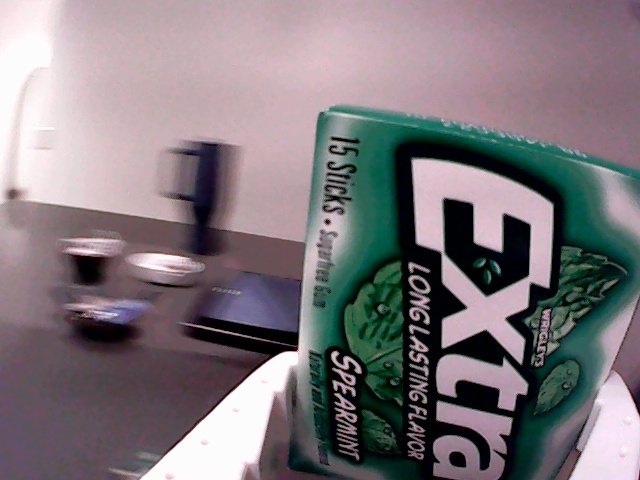 15 Sticks • Sugarfree Gum
Extra
WRIGLEY'S
LONG LASTING FLAVOR
SPEARMINT